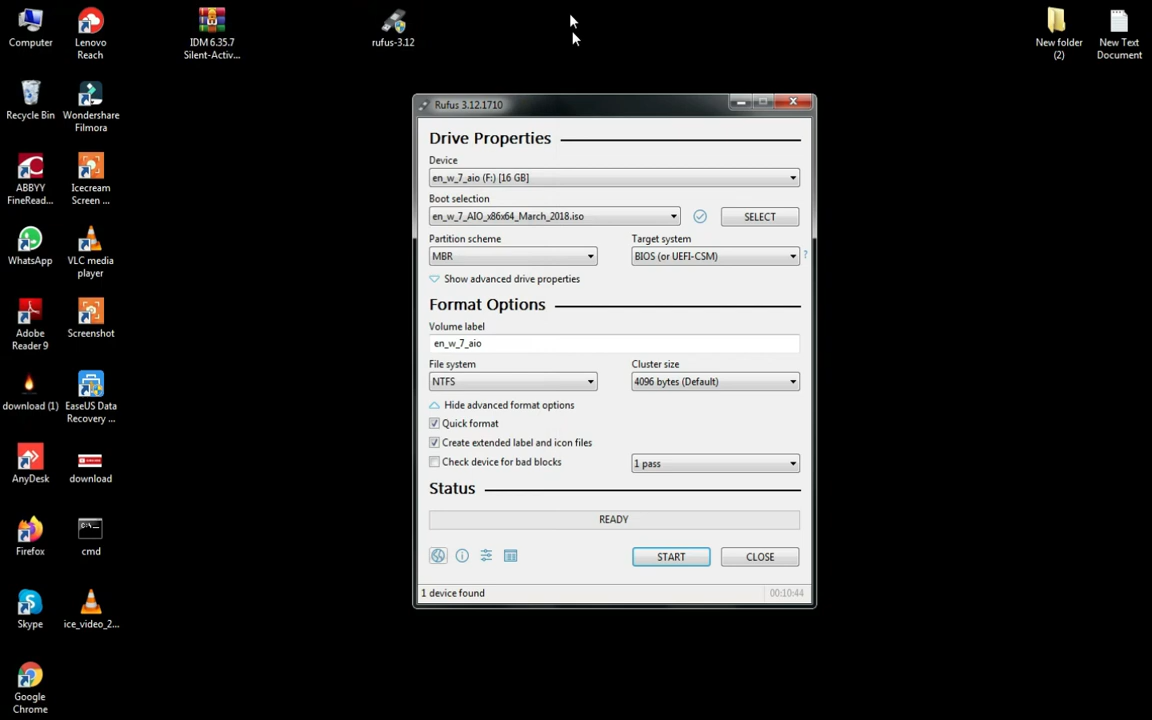 Computer
Lenovo
Reach
IDM 6.35.7
Silent-Activ...
rufus-3.12
New folder
(2)
New Text
Document
Recycle Bin
Wondershare
Filmora
ABBYY
FineRead...
Icecream
Screen ...
WhatsApp
VLC media
player
Adobe
Reader 9
Screenshot
download (1)
EaseUS Data
Recovery ...
AnyDesk
download
Firefox
cmd
Skype
ice_video_2...
Google
Chrome
Rufus 3.12.1710
Drive Properties
Device
en_w_7_aio (F:) [16 GB]
Boot selection
en_w_7_AIO_x86x64_March_2018.iso
SELECT
Partition scheme
Target system
MBR
BIOS (or UEFI-CSM)
?
Show advanced drive properties
Format Options
Volume label
en_w_7_aio
File system
Cluster size
NTFS
4096 bytes (Default)
Hide advanced format options
Quick format
Create extended label and icon files
Check device for bad blocks
1 pass
Status
READY
START
CLOSE
1 device found
00:10:44